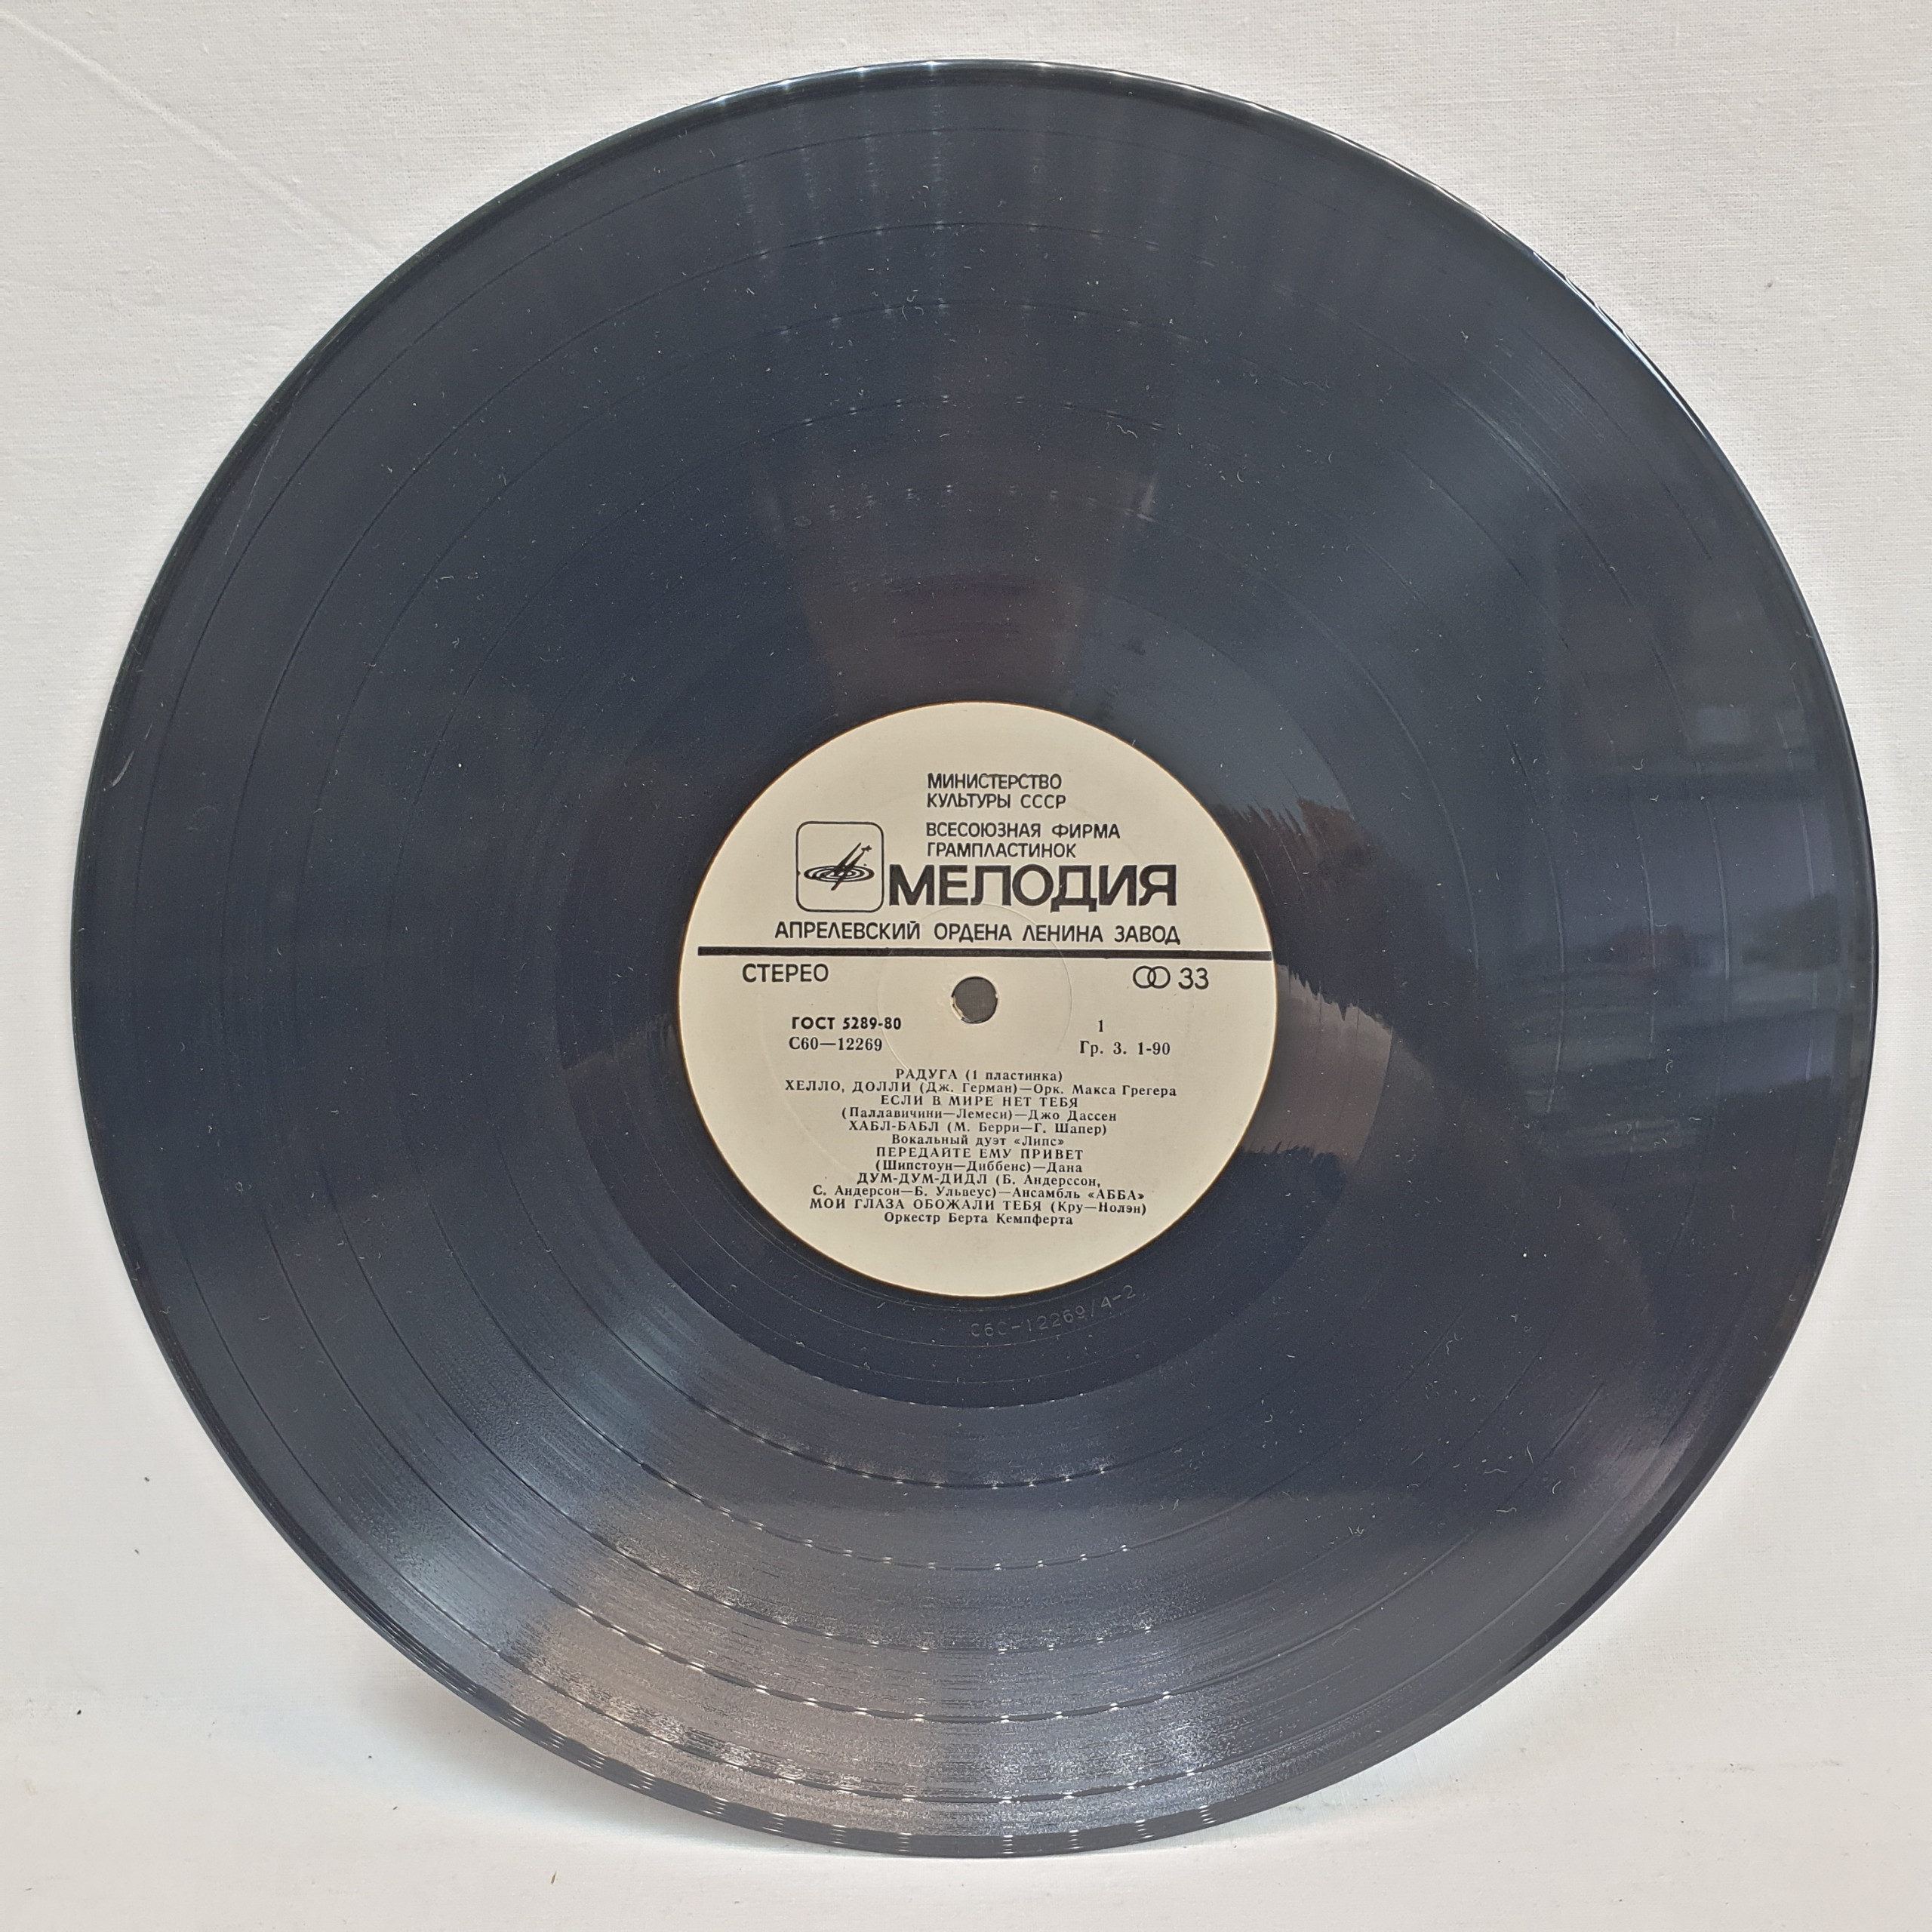 МИНИСТЕРСТВО
КУЛЬТУРЫ СССР
ВСЕСОЮЗНАЯ ФИРМА
ГРАМПЛАСТИНОК
МЕЛОДИЯ
АПРЕЛЕВСКИЙ ОРДЕНА ЛЕНИНА ЗАВОД
СТЕРЕО 33
ГОСТ 5289-80 1
С60—12269 Гр. 3. 1-90
РАДУГА (1 пластинка)
ХЕЛЛО, ДОЛЛИ (Дж. Герман)—Орк. Макса Грегера
ЕСЛИ В МИРЕ НЕТ ТЕБЯ
(Паллавичини—Лемеси)—Джо Дассен
ХАБЛ-БАБЛ (М. Берри—Г. Шапер)
Вокальный дуэт «Липс»
ПЕРЕДАЙТЕ ЕМУ ПРИВЕТ
(Шипстоун—Диббенс)—Дана
ДУМ-ДУМ-ДИДЛ (Б. Андерссон,
С. Андерсон—Б. Ульвеус)—Ансамбль «АББА»
МОИ ГЛАЗА ОБОЖАЛИ ТЕБЯ (Кру—Нолэн)
Оркестр Берта Кемпферта
С60-12269/4-2